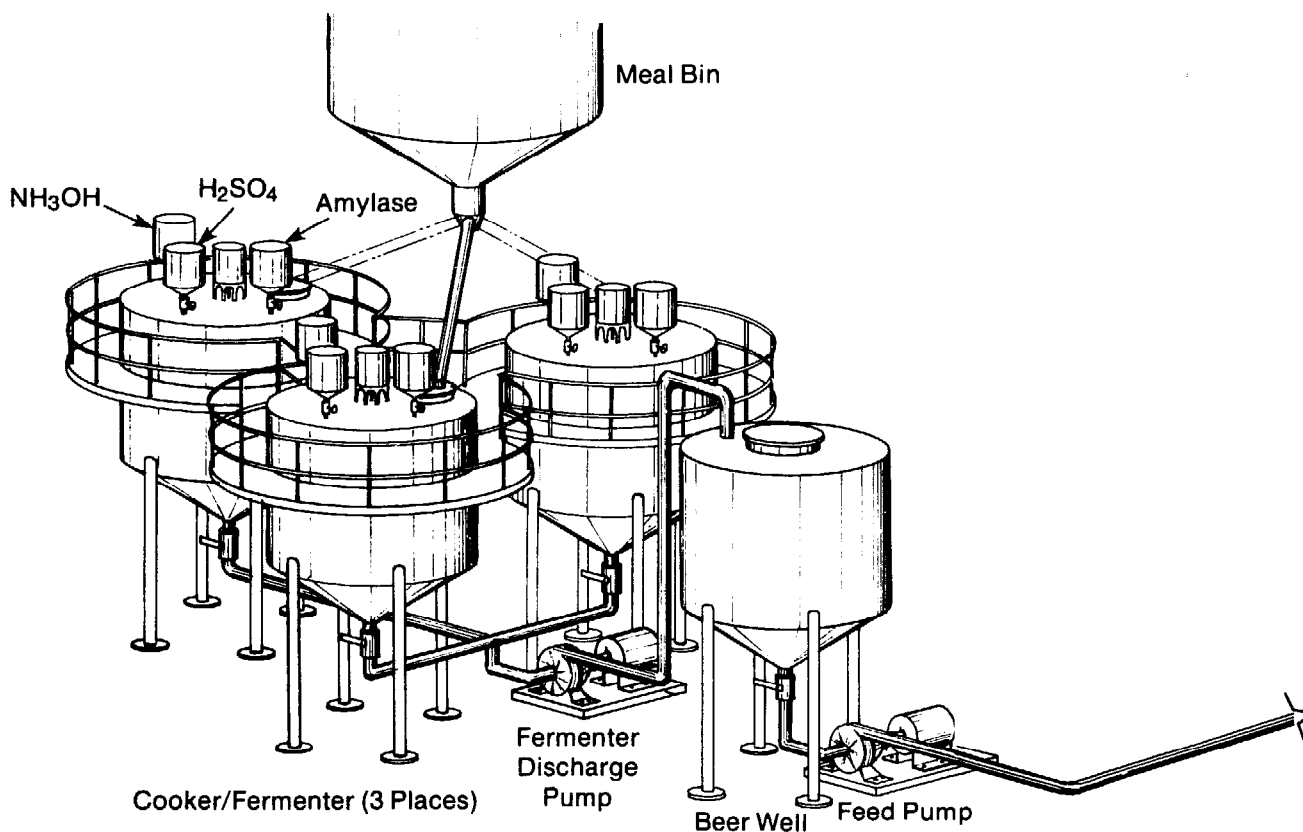 Meal Bin
NH₃OH
H₂SO₄
Amylase
Fermenter
Discharge
Pump
Cooker/Fermenter (3 Places)
Beer Well
Feed Pump